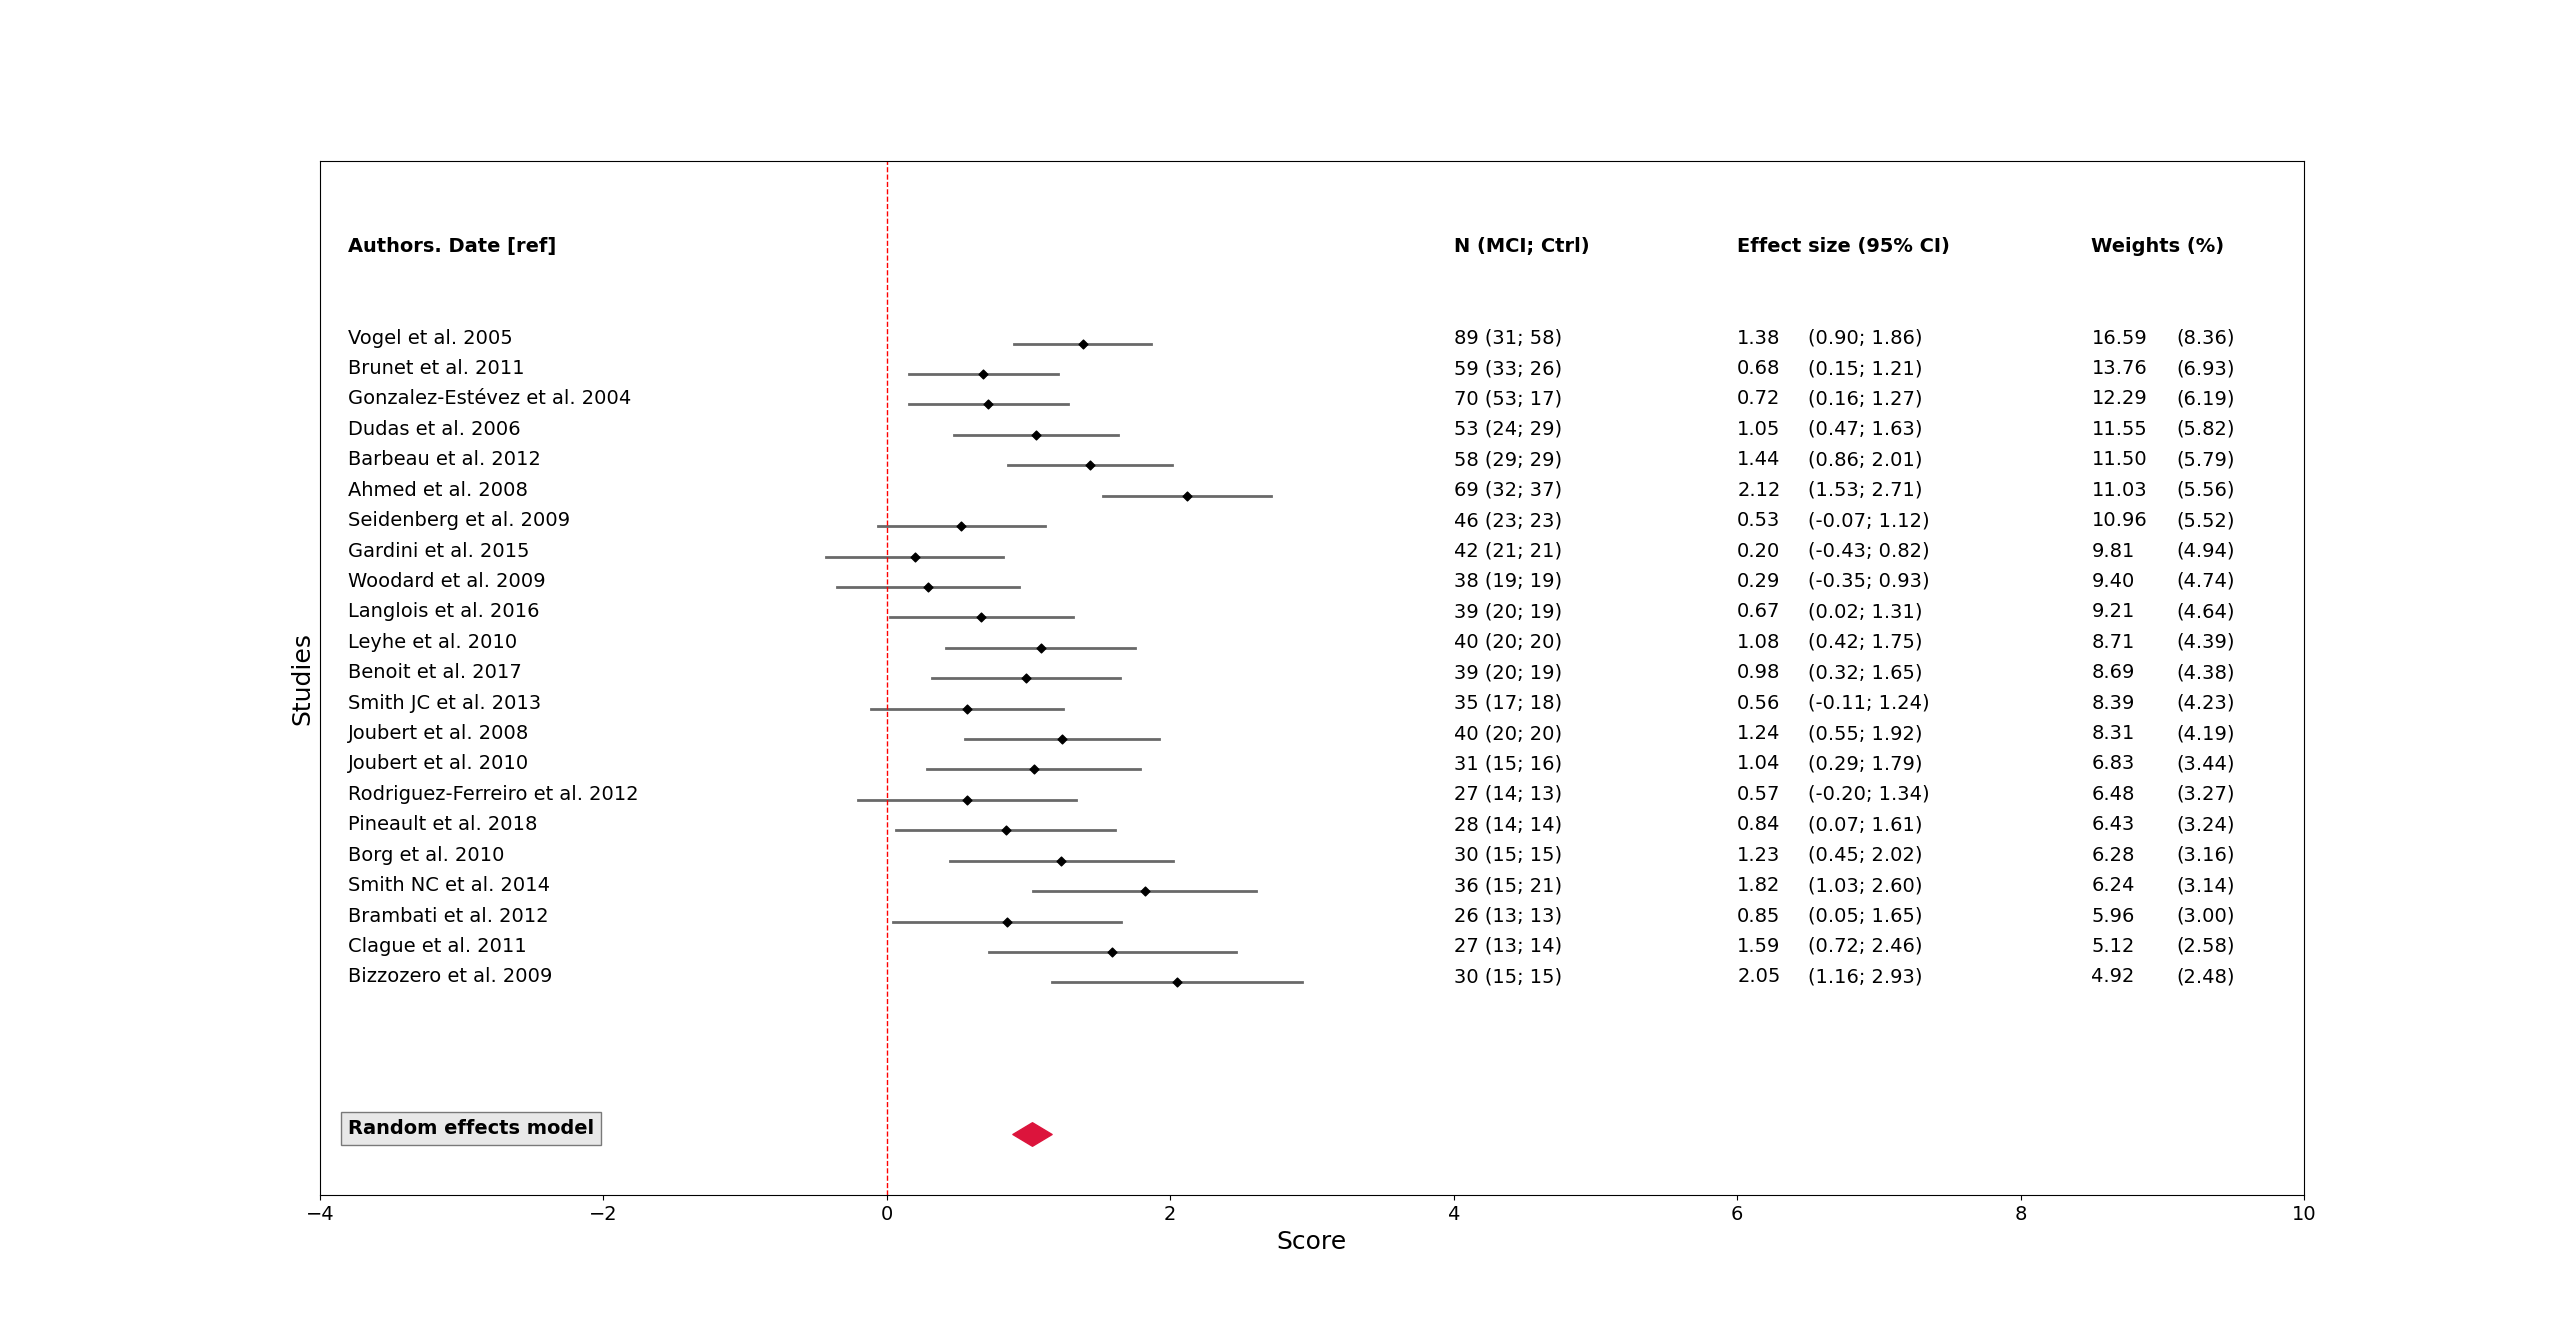 Authors. Date [ref] N (MCI; Ctrl) Effect size (95% CI) Weights (%)
Vogel et al. 2005 89 (31; 58) 1.38 (0.90; 1.86) 16.59 (8.36)
Brunet et al. 2011 59 (33; 26) 0.68 (0.15; 1.21) 13.76 (6.93)
Gonzalez-Estévez et al. 2004 70 (53; 17) 0.72 (0.16; 1.27) 12.29 (6.19)
Dudas et al. 2006 53 (24; 29) 1.05 (0.47; 1.63) 11.55 (5.82)
Barbeau et al. 2012 58 (29; 29) 1.44 (0.86; 2.01) 11.50 (5.79)
Ahmed et al. 2008 69 (32; 37) 2.12 (1.53; 2.71) 11.03 (5.56)
Seidenberg et al. 2009 46 (23; 23) 0.53 (-0.07; 1.12) 10.96 (5.52)
Gardini et al. 2015 42 (21; 21) 0.20 (-0.43; 0.82) 9.81 (4.94)
Woodard et al. 2009 38 (19; 19) 0.29 (-0.35; 0.93) 9.40 (4.74)
Langlois et al. 2016 39 (20; 19) 0.67 (0.02; 1.31) 9.21 (4.64)
Leyhe et al. 2010 40 (20; 20) 1.08 (0.42; 1.75) 8.71 (4.39)
Benoit et al. 2017 39 (20; 19) 0.98 (0.32; 1.65) 8.69 (4.38)
Smith JC et al. 2013 35 (17; 18) 0.56 (-0.11; 1.24) 8.39 (4.23)
Joubert et al. 2008 40 (20; 20) 1.24 (0.55; 1.92) 8.31 (4.19)
Joubert et al. 2010 31 (15; 16) 1.04 (0.29; 1.79) 6.83 (3.44)
Rodriguez-Ferreiro et al. 2012 27 (14; 13) 0.57 (-0.20; 1.34) 6.48 (3.27)
Pineault et al. 2018 28 (14; 14) 0.84 (0.07; 1.61) 6.43 (3.24)
Borg et al. 2010 30 (15; 15) 1.23 (0.45; 2.02) 6.28 (3.16)
Smith NC et al. 2014 36 (15; 21) 1.82 (1.03; 2.60) 6.24 (3.14)
Brambati et al. 2012 26 (13; 13) 0.85 (0.05; 1.65) 5.96 (3.00)
Clague et al. 2011 27 (13; 14) 1.59 (0.72; 2.46) 5.12 (2.58)
Bizzozero et al. 2009 30 (15; 15) 2.05 (1.16; 2.93) 4.92 (2.48)
Random effects model
Studies
−4 −2 0 2 4 6 8 10
Score